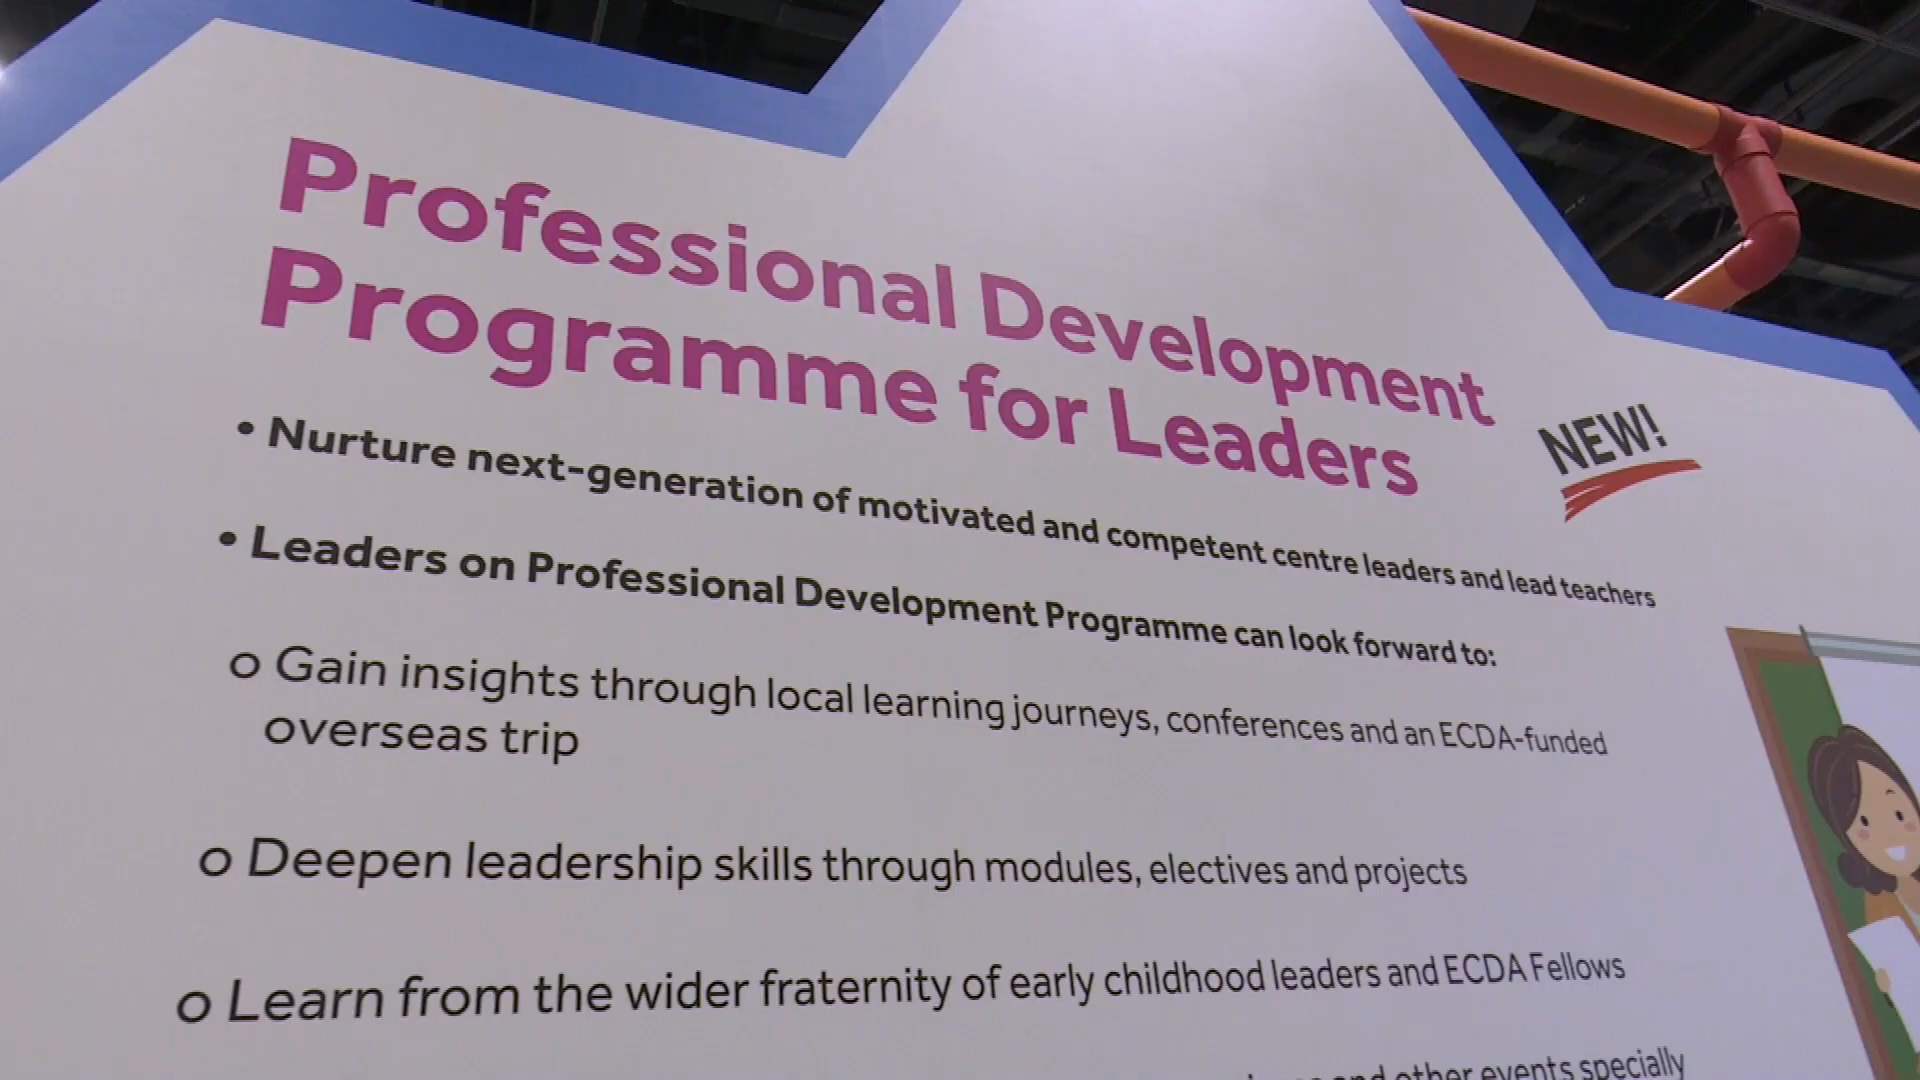 Professional Development
Programme for Leaders
NEW!
• Nurture next-generation of motivated and competent centre leaders and lead teachers
• Leaders on Professional Development Programme can look forward to:
o Gain insights through local learning journeys, conferences and an ECDA-funded
overseas trip
o Deepen leadership skills through modules, electives and projects
o Learn from the wider fraternity of early childhood leaders and ECDA Fellows
and other events specially